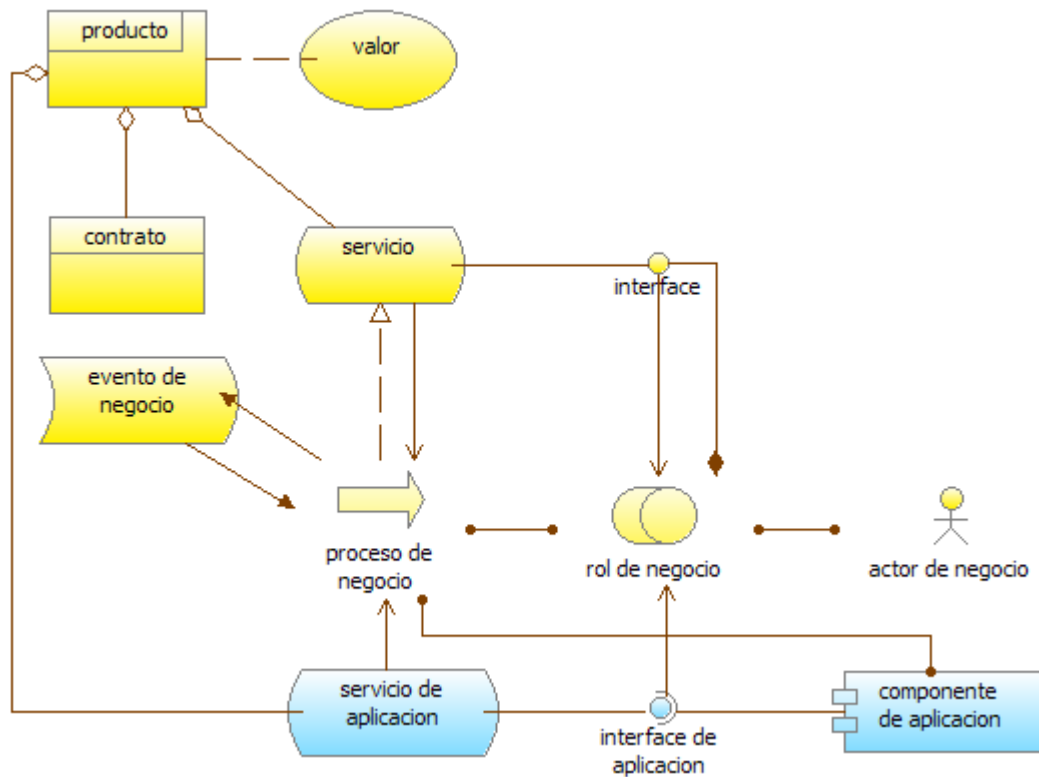 producto
valor
contrato
servicio
interface
evento de
negocio
proceso de
negocio
rol de negocio
actor de negocio
servicio de
aplicacion
interface de
aplicacion
componente
de aplicacion